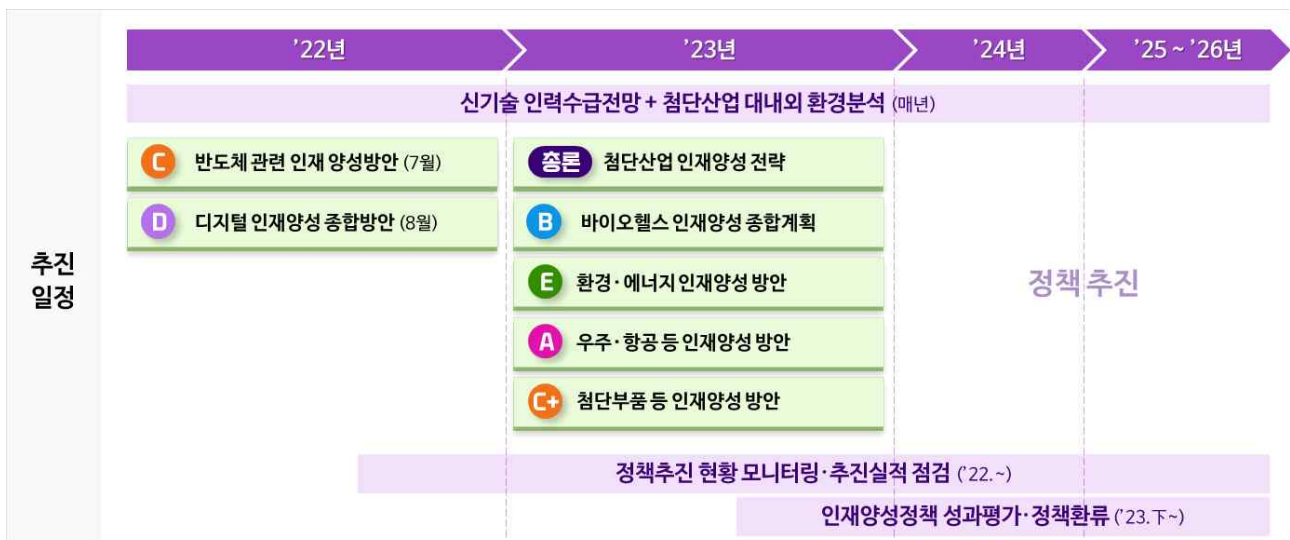 '22년
'23년
'24년
'25 ~ '26년
신기술 인력수급전망 + 첨단산업 대내외 환경분석 (매년)
C 반도체 관련 인재 양성방안 (7월)
D 디지털 인재양성 종합방안 (8월)
총론 첨단산업 인재양성 전략
B 바이오헬스 인재양성 종합계획
E 환경·에너지 인재양성 방안
A 우주·항공 등 인재양성 방안
C+ 첨단부품 등 인재양성 방안
추진
일정
정책 추진
정책추진 현황 모니터링·추진실적 점검 ('22.~)
인재양성정책 성과평가·정책환류 ('23.下~)